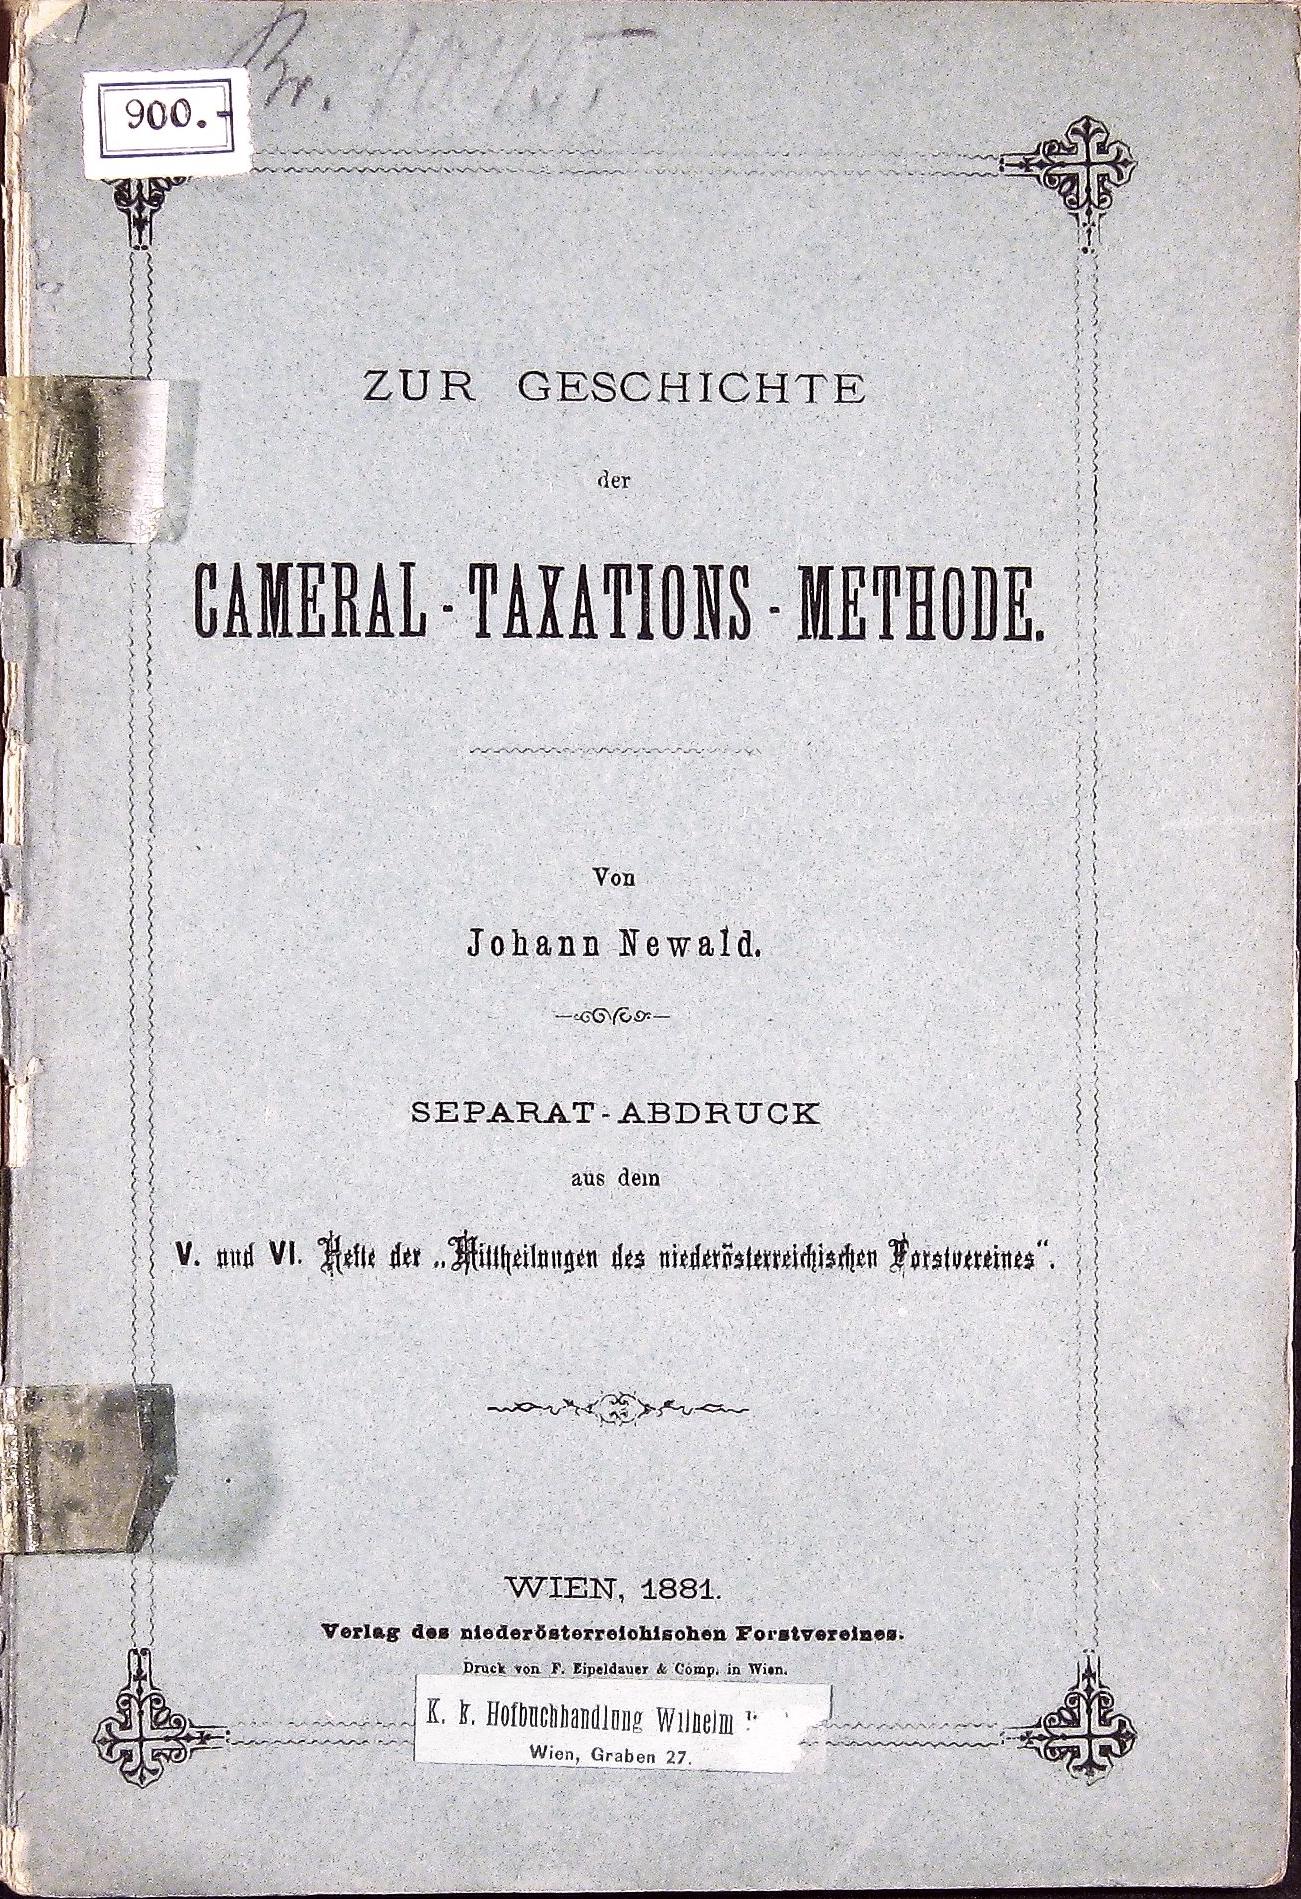 900.
ZUR GESCHICHTE
der
CAMERAL-TAXATIONS-METHODE.
Von
Johann Newald.
SEPARAT-ABDRUCK
aus dem
V. und VI. Hefte der „Mittheilungen des niederösterreichischen Forstvereines“.
WIEN, 1881.
Verlag des niederösterreichischen Forstvereines.
Druck von F. Eipeldauer & Comp. in Wien.
K. k. Hofbuchhandlung Wilhelm
Wien, Graben 27.